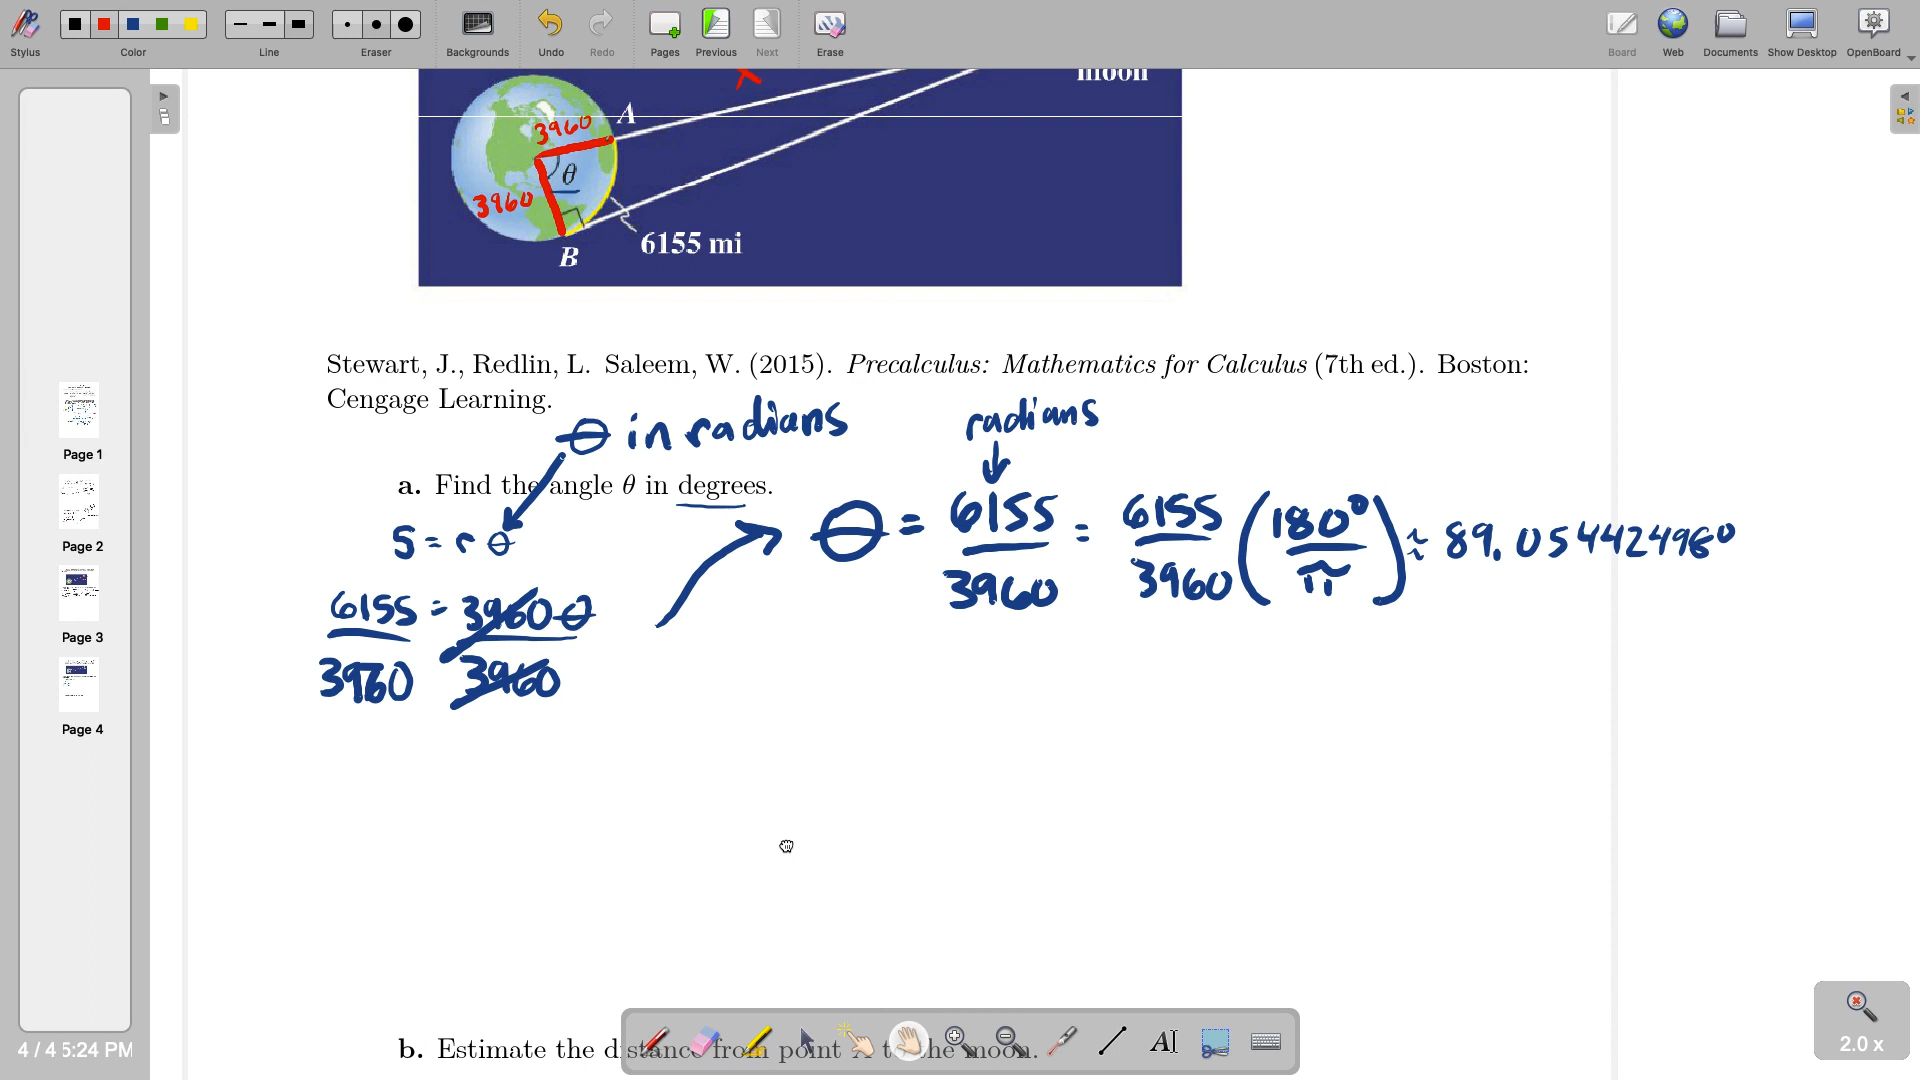 Stylus Color Line Eraser Backgrounds Undo Redo Pages Previous Next Erase Board Web Documents Show Desktop OpenBoard
moon
3960 A
θ
3960
6155 mi
B
Stewart, J., Redlin, L. Saleem, W. (2015). Precalculus: Mathematics for Calculus (7th ed.). Boston:
Cengage Learning.
θ in radians
radians
a. Find the angle θ in degrees.
S = r θ
θ = 6155/3960 = 6155/3960 (180°/π) ≈ 89.05442498°
6155 = 3960 θ
3960 3960
b. Estimate the distance from point A to the moon.
Page 1
Page 2
Page 3
Page 4
4 / 4 5:24 PM
2.0 x